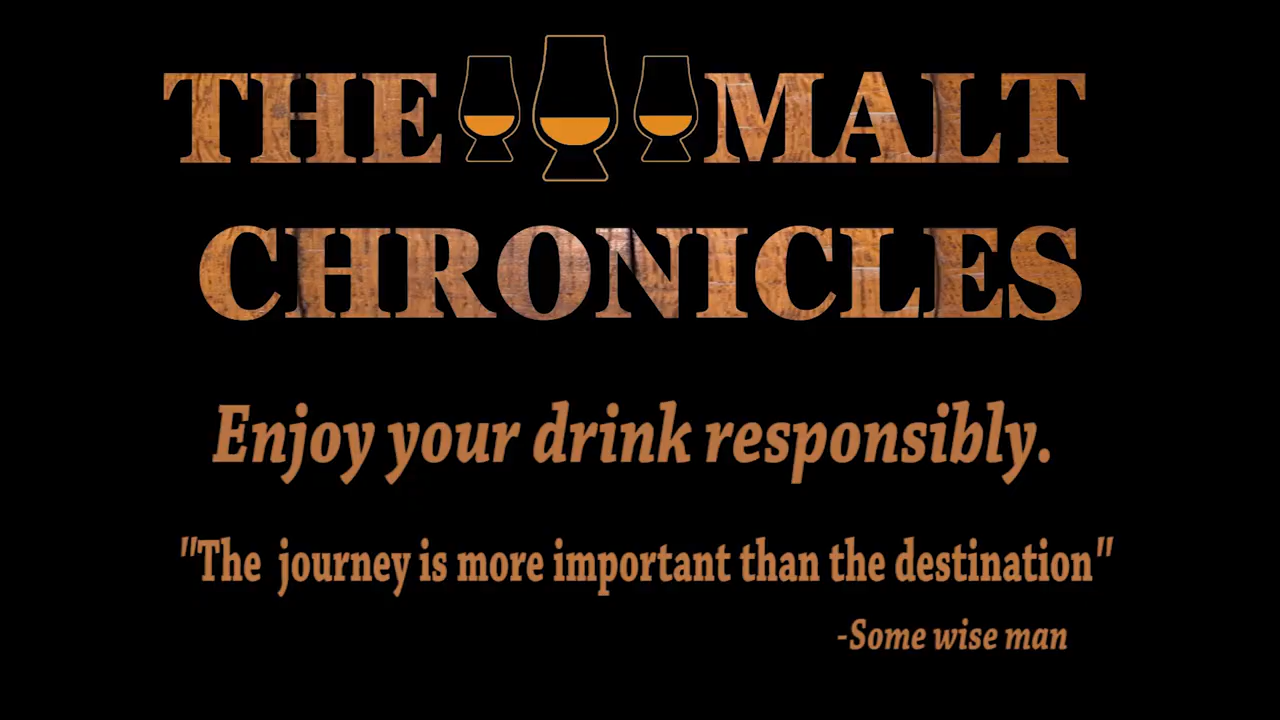 THE MALT
CHRONICLES
Enjoy your drink responsibly.
"The journey is more important than the destination"
-Some wise man